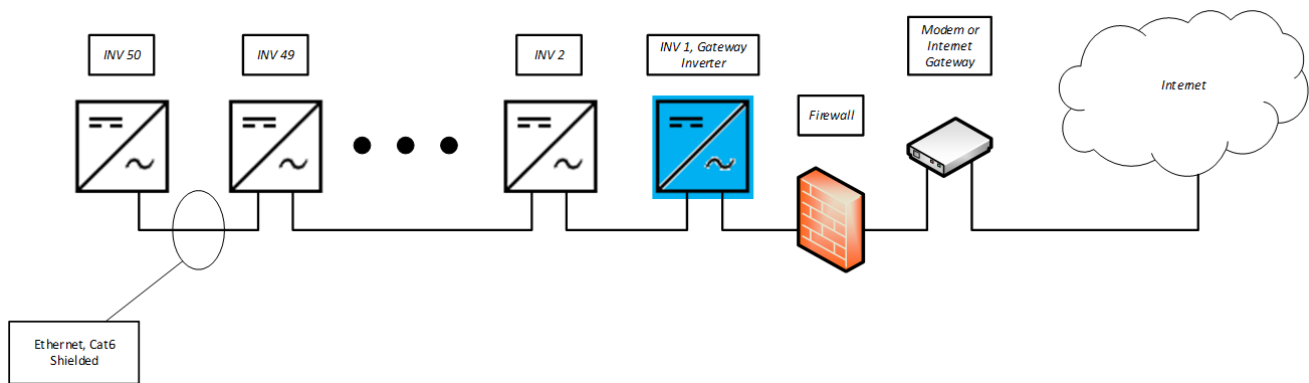 INV 50
INV 49
INV 2
INV 1, Gateway
Inverter
Firewall
Modem or
Internet
Gateway
Internet
Ethernet, Cat6
Shielded